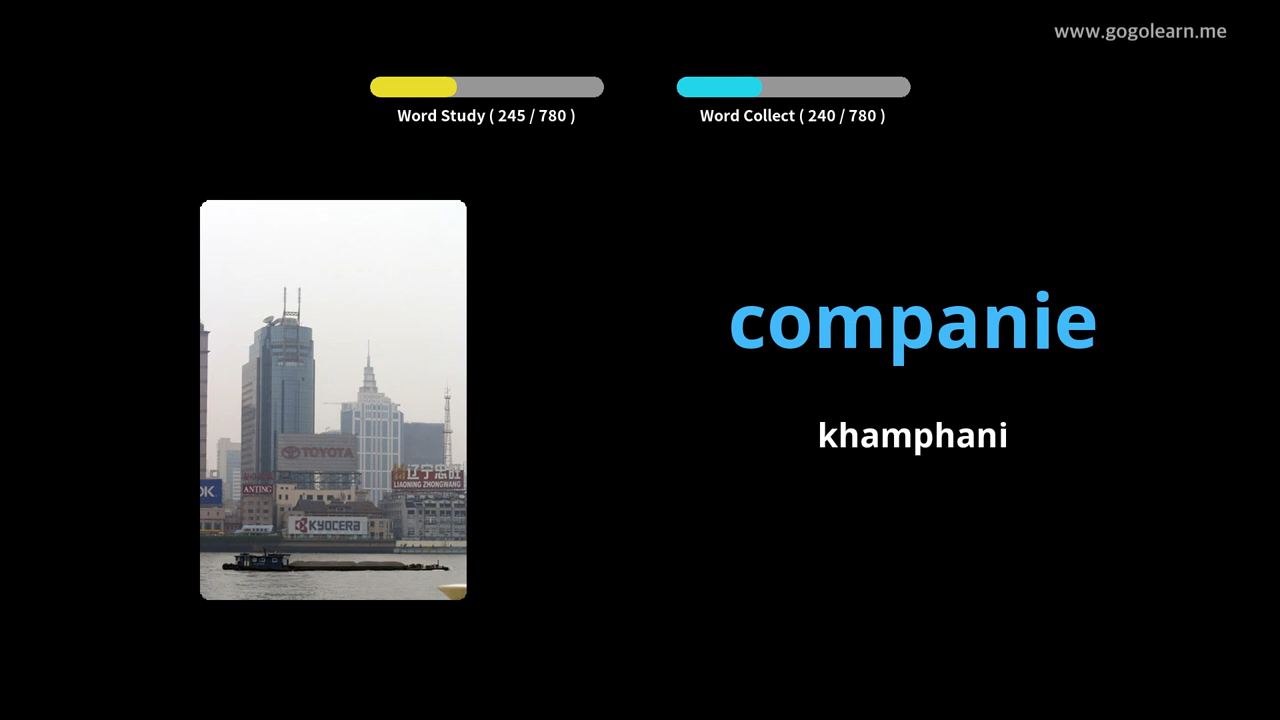 www.gogolearn.me
Word Study ( 245 / 780 )
Word Collect ( 240 / 780 )
companie
khamphani
TOYOTA
辽宁忠旺
LIAONING ZHONGWANG
ANTING
OK
KYOCERA